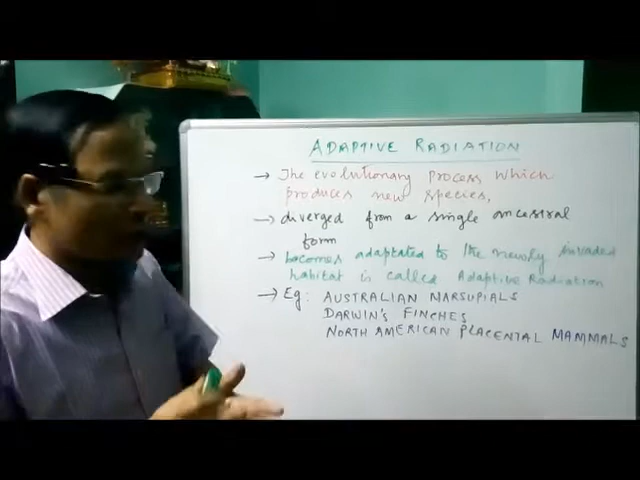 ADAPTIVE RADIATION
→ The evolutionary process which
produces new species,
→ diverged from a single ancestral
form
→ becomes adaptated to the newly invaded
habitat is called Adaptive Radiation
→ Eg: AUSTRALIAN NARSUPIALS
DARWIN'S FINCHES
NORTH AMERICAN PLACENTAL MAMMALS